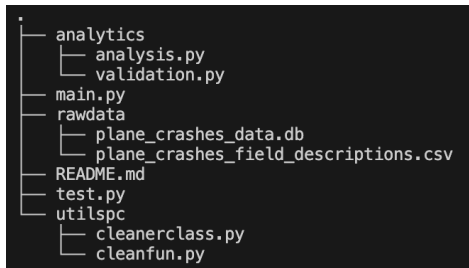 .
├── analytics
│   ├── analysis.py
│   └── validation.py
├── main.py
├── rawdata
│   ├── plane_crashes_data.db
│   └── plane_crashes_field_descriptions.csv
├── README.md
├── test.py
└── utilspc
    ├── cleanerclass.py
    └── cleanfun.py